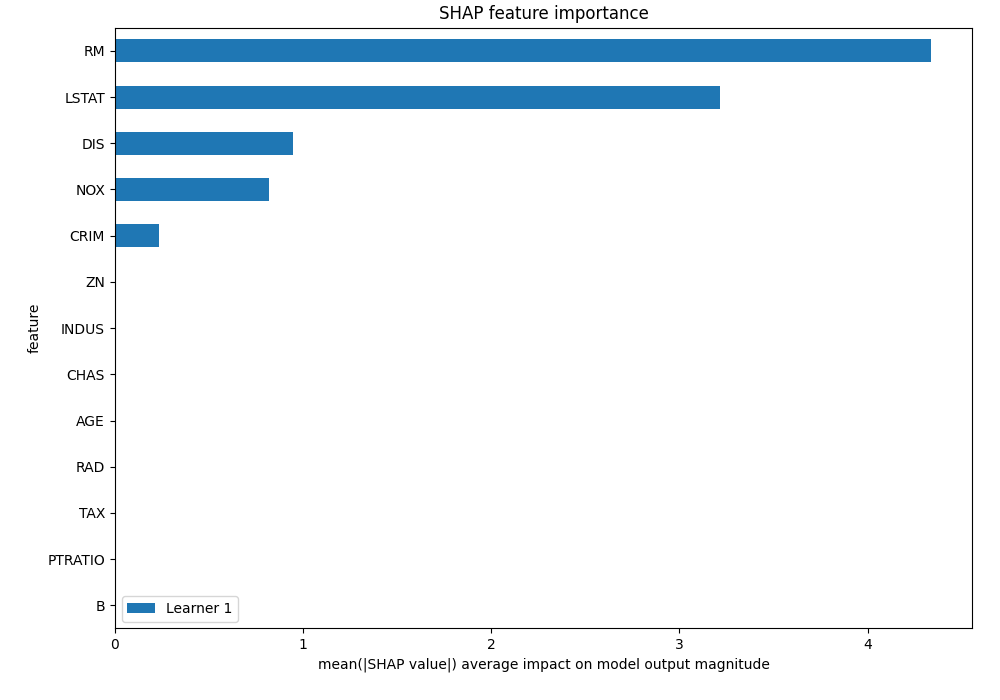 SHAP feature importance
RM
LSTAT
DIS
NOX
CRIM
ZN
INDUS
CHAS
AGE
RAD
TAX
PTRATIO
B
feature
Learner 1
0 1 2 3 4
mean(|SHAP value|) average impact on model output magnitude